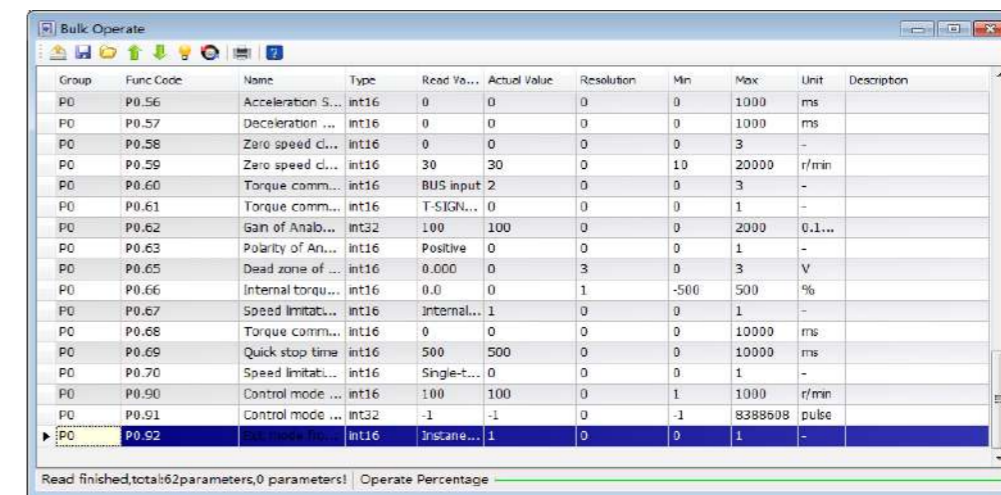 Bulk Operate
Group Func Code Name Type Read Va... Actual Value Resolution Min Max Unit Description
P0 P0.56 Acceleration S... int16 0 0 0 0 1000 ms
P0 P0.57 Deceleration ... int16 0 0 0 0 1000 ms
P0 P0.58 Zero speed cl... int16 0 0 0 0 3 -
P0 P0.59 Zero speed cl... int16 30 30 0 10 20000 r/min
P0 P0.60 Torque comm... int16 BUS input 2 0 0 3 -
P0 P0.61 Torque comm... int16 T-SIGN... 0 0 0 1 -
P0 P0.62 Gain of Analo... int32 100 100 0 0 2000 0.1...
P0 P0.63 Polarity of An... int16 Positive 0 0 0 1 -
P0 P0.65 Dead zone of ... int16 0.000 0 3 0 3 V
P0 P0.66 Internal torqu... int16 0.0 0 1 -500 500 %
P0 P0.67 Speed limitati... int16 Internal... 1 0 0 1 -
P0 P0.68 Torque comm... int16 0 0 0 0 10000 ms
P0 P0.69 Quick stop time int16 500 500 0 0 10000 ms
P0 P0.70 Speed limitati... int16 Single-t... 0 0 0 1 -
P0 P0.90 Control mode ... int16 100 100 0 1 1000 r/min
P0 P0.91 Control mode ... int32 -1 -1 0 -1 8388608 pulse
P0 P0.92 int16 Instane... 1 0 0 1 -
Read finished,total:62parameters,0 parameters! Operate Percentage